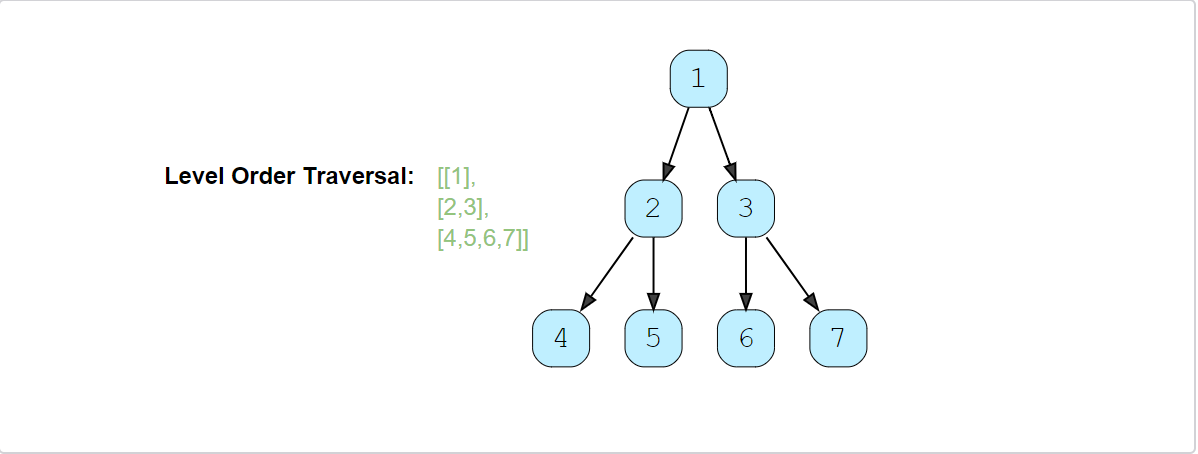 Level Order Traversal: [[1],
[2,3],
[4,5,6,7]]
1
2 3
4 5 6 7